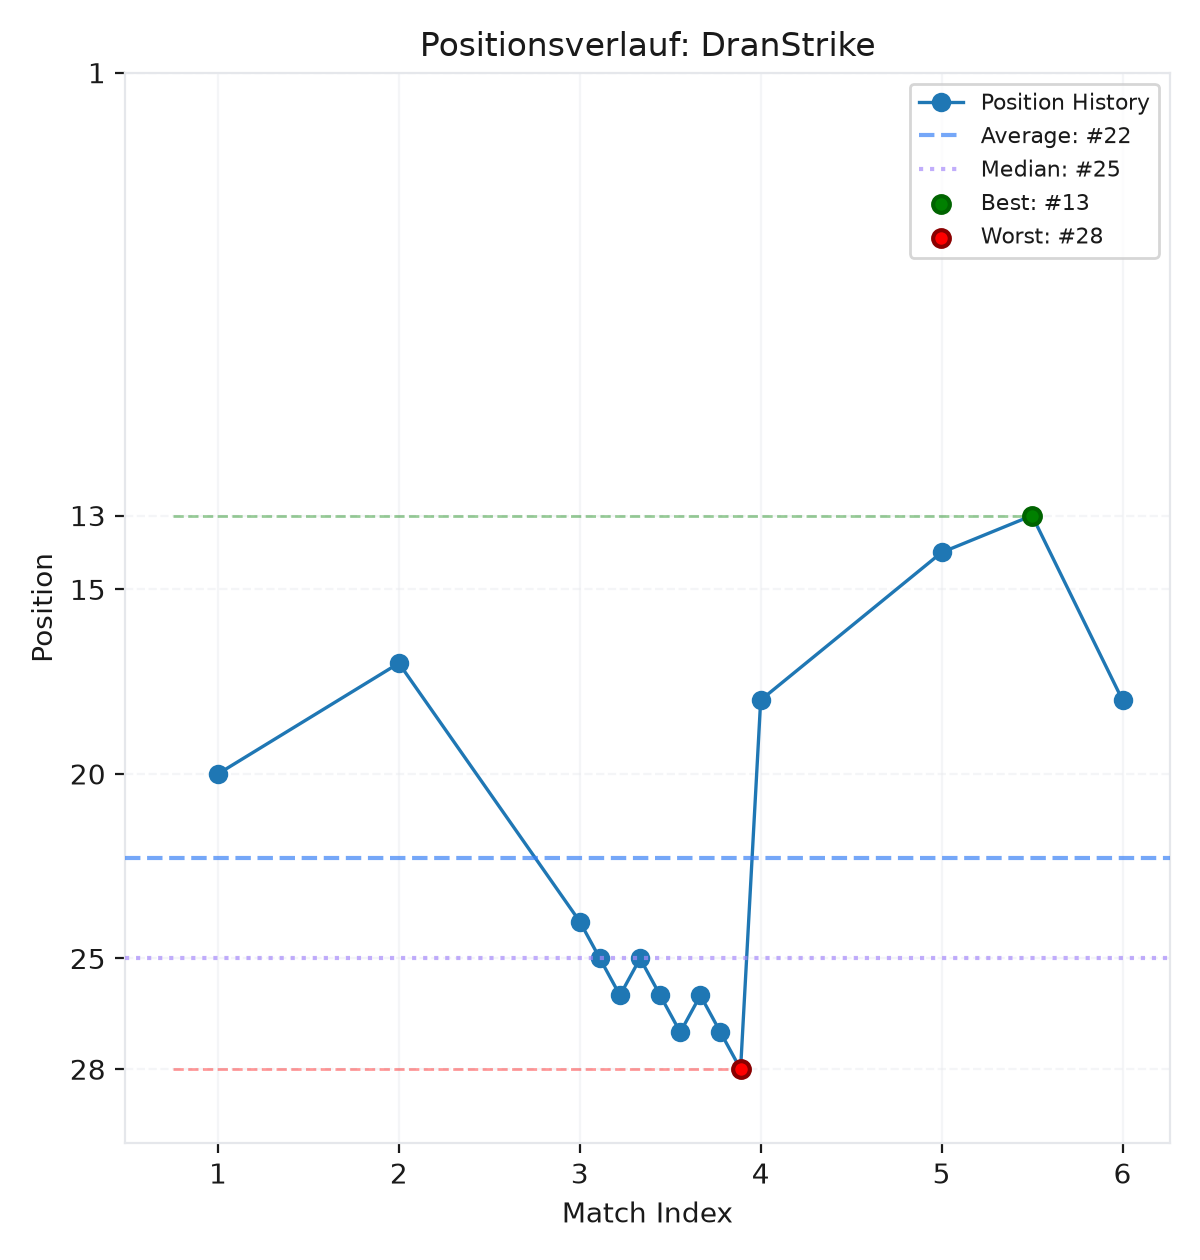 Positionsverlauf: DranStrike
Position History
Average: #22
Median: #25
Best: #13
Worst: #28
Position
1
13
15
20
25
28
1 2 3 4 5 6
Match Index